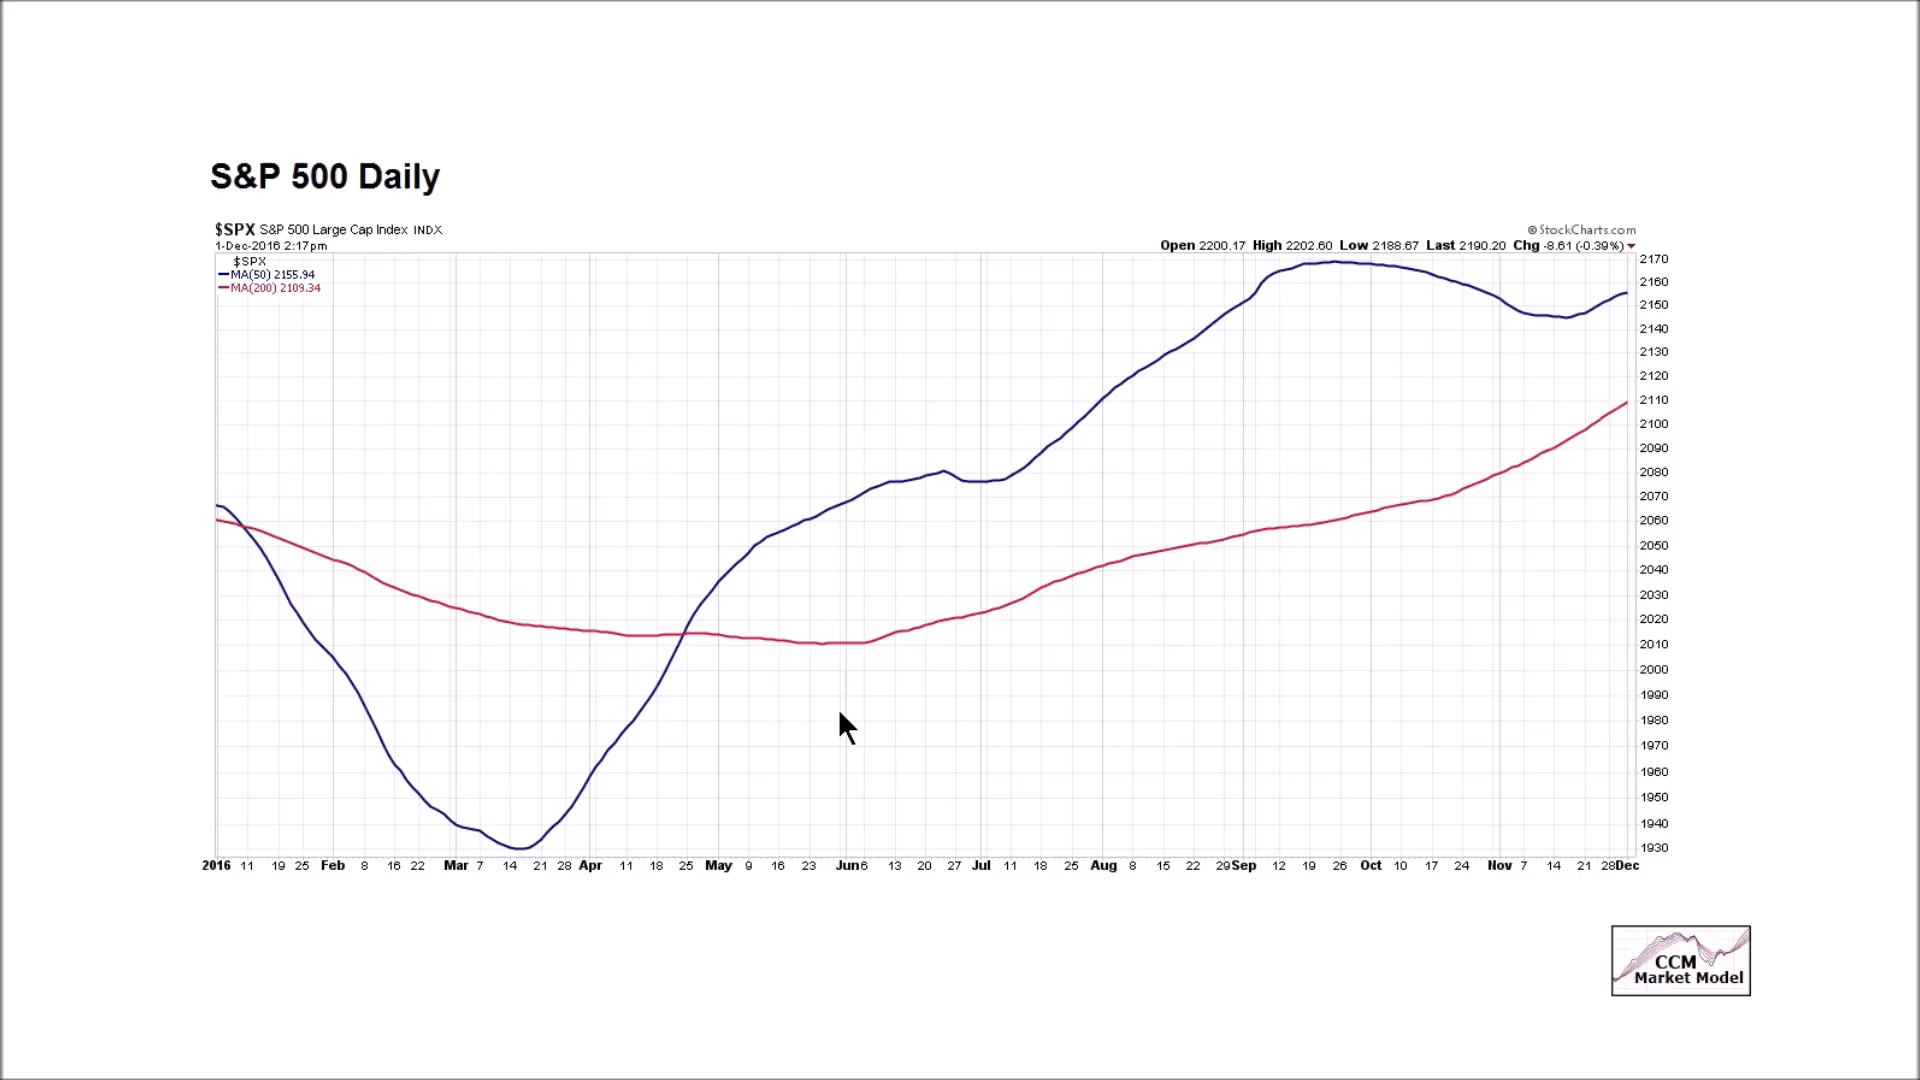 S&P 500 Daily
$SPX S&P 500 Large Cap Index INDX
© StockCharts.com
1-Dec-2016 2:17pm
Open 2200.17 High 2202.60 Low 2188.67 Last 2190.20 Chg -8.61 (-0.39%)
$SPX
MA(50) 2155.94
MA(200) 2109.34
2170
2160
2150
2140
2130
2120
2110
2100
2090
2080
2070
2060
2050
2040
2030
2020
2010
2000
1990
1980
1970
1960
1950
1940
1930
2016 11 19 25 Feb 8 16 22 Mar 7 14 21 28 Apr 11 18 25 May 9 16 23 Jun 6 13 20 27 Jul 11 18 25 Aug 8 15 22 29 Sep 12 19 26 Oct 10 17 24 Nov 7 14 21 28 Dec
CCM
Market Model